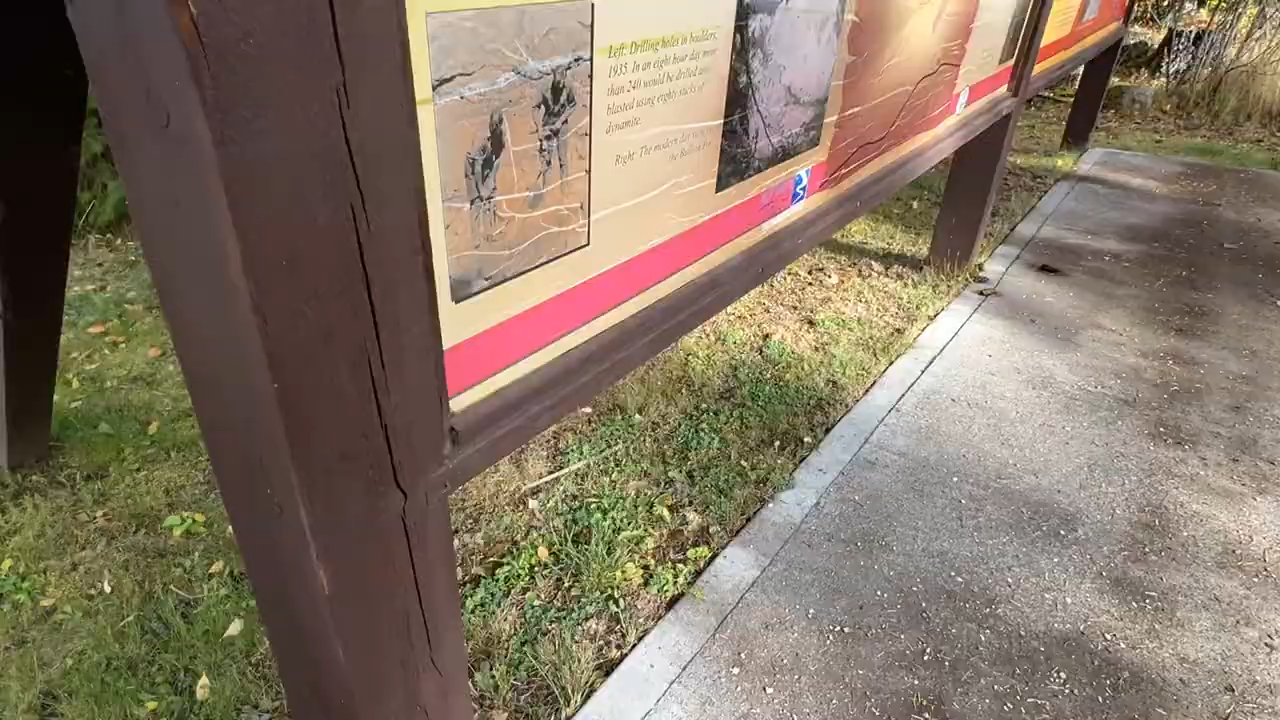 Left: Drilling holes in boulders,
1935. In an eight hour day, more
than 240 would be drilled and
blasted using eighty sticks of
dynamite.
Right: The modern day
the